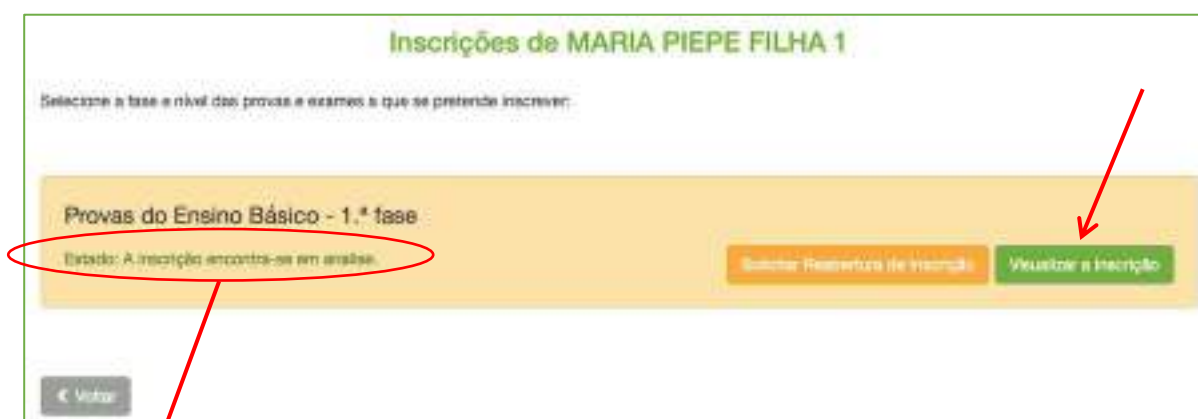 Inscrições de MARIA PIEPE FILHA 1
Selecione a fase e nível das provas e exames a que se pretende inscrever:
Provas do Ensino Básico - 1.ª fase
Estado: A inscrição encontra-se em análise.
Solicitar Reabertura de Inscrição
Visualizar a Inscrição
Voltar